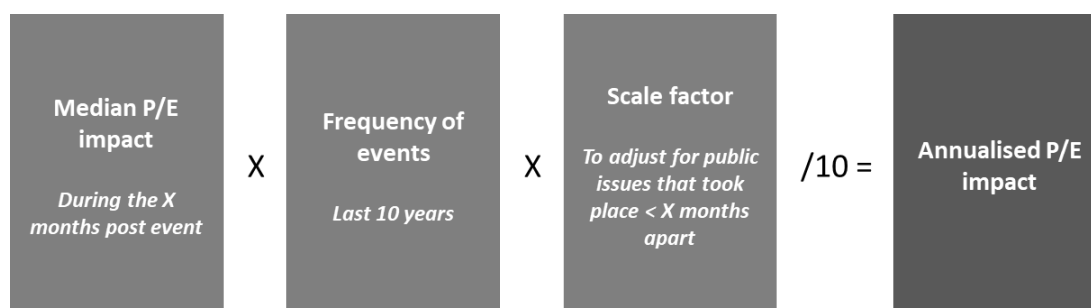 Median P/E
impact
During the X
months post event
X
Frequency of
events
Last 10 years
X
Scale factor
To adjust for public
issues that took
place < X months
apart
/10 =
Annualised P/E
impact